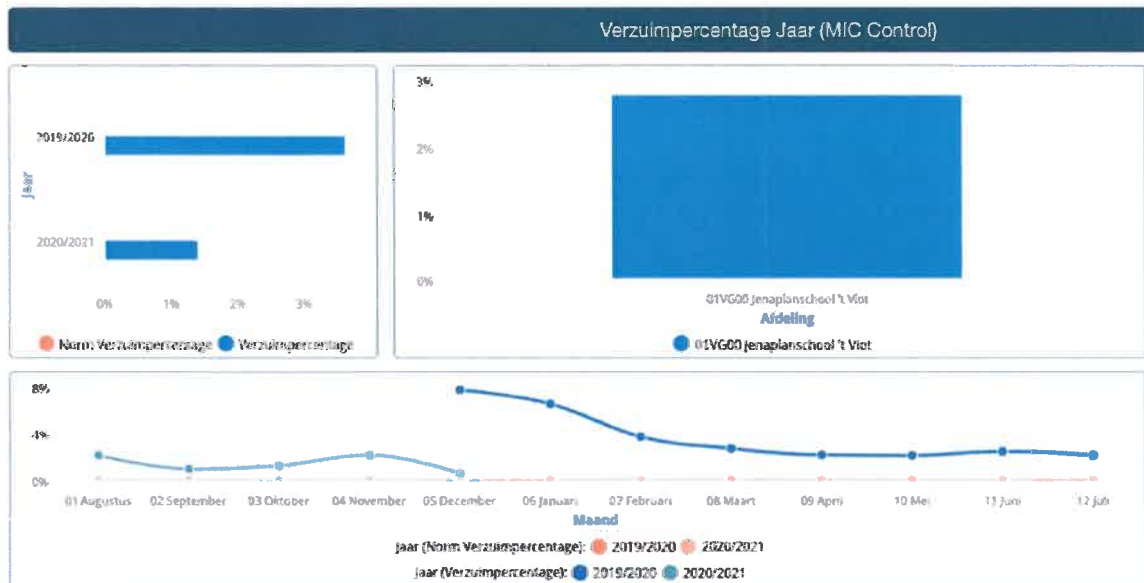 Verzuimpercentage Jaar (MIC Control)
2019/2020
Jaar
2020/2021
0% 1% 2% 3%
Norm Verzuimpercentage Verzuimpercentage
3%
2%
1%
0%
01VG00 Jenaplanschool 't Vlot
Afdeling
01VG00 Jenaplanschool 't Vlot
8%
4%
0%
01 Augustus 02 September 03 Oktober 04 November 05 December 06 Januari 07 Februari 08 Maart 09 April 10 Mei 11 Juni 12 Juli
Maand
Jaar (Norm Verzuimpercentage): 2019/2020 2020/2021
Jaar (Verzuimpercentage): 2019/2020 2020/2021